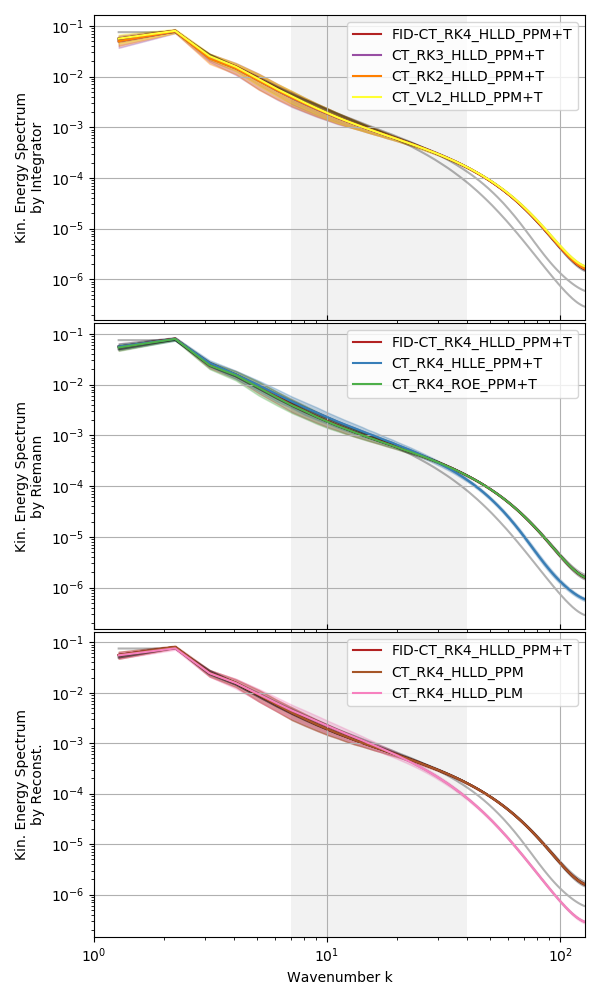 10⁻¹
10⁻²
10⁻³
10⁻⁴
10⁻⁵
10⁻⁶
Kin. Energy Spectrum
by Integrator
FID-CT_RK4_HLLD_PPM+T
CT_RK3_HLLD_PPM+T
CT_RK2_HLLD_PPM+T
CT_VL2_HLLD_PPM+T
10⁻¹
10⁻²
10⁻³
10⁻⁴
10⁻⁵
10⁻⁶
Kin. Energy Spectrum
by Riemann
FID-CT_RK4_HLLD_PPM+T
CT_RK4_HLLE_PPM+T
CT_RK4_ROE_PPM+T
10⁻¹
10⁻²
10⁻³
10⁻⁴
10⁻⁵
10⁻⁶
Kin. Energy Spectrum
by Reconst.
FID-CT_RK4_HLLD_PPM+T
CT_RK4_HLLD_PPM
CT_RK4_HLLD_PLM
10⁰ 10¹ 10²
Wavenumber k